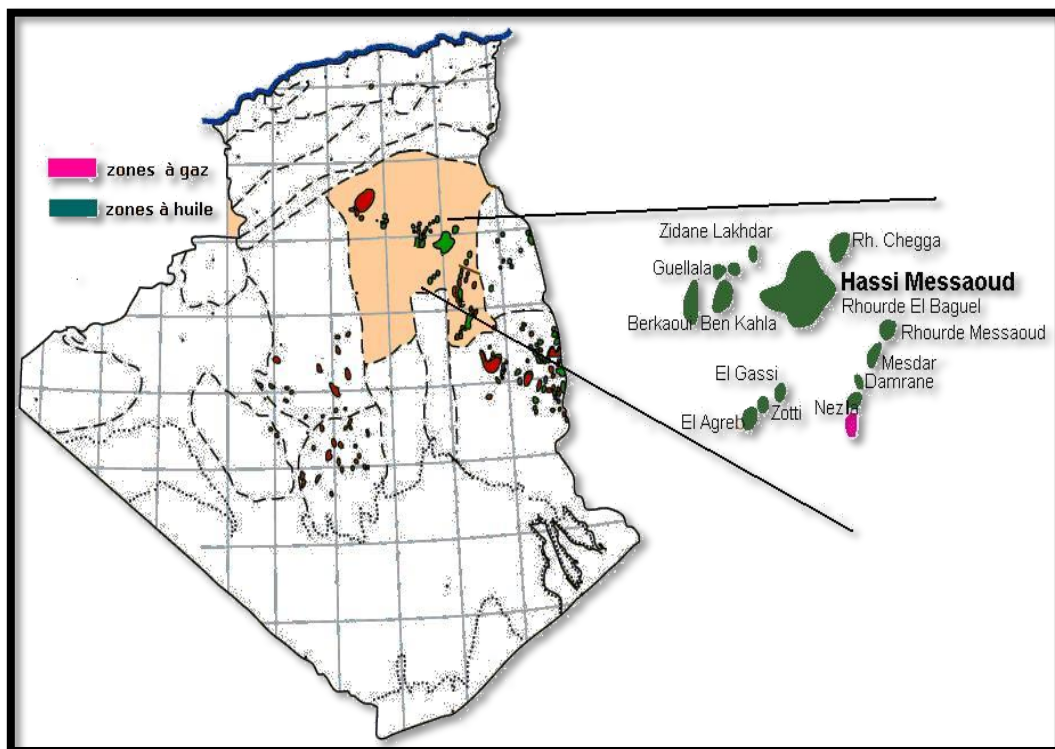 zones à gaz
zones à huile
Zidane Lakhdar
Rh. Chegga
Guellala
Hassi Messaoud
Rhourde El Baguel
Berkaoui Ben Kahla
Rhourde Messaoud
Mesdar
El Gassi
Damrane
Zotti
Nezla
El Agreb